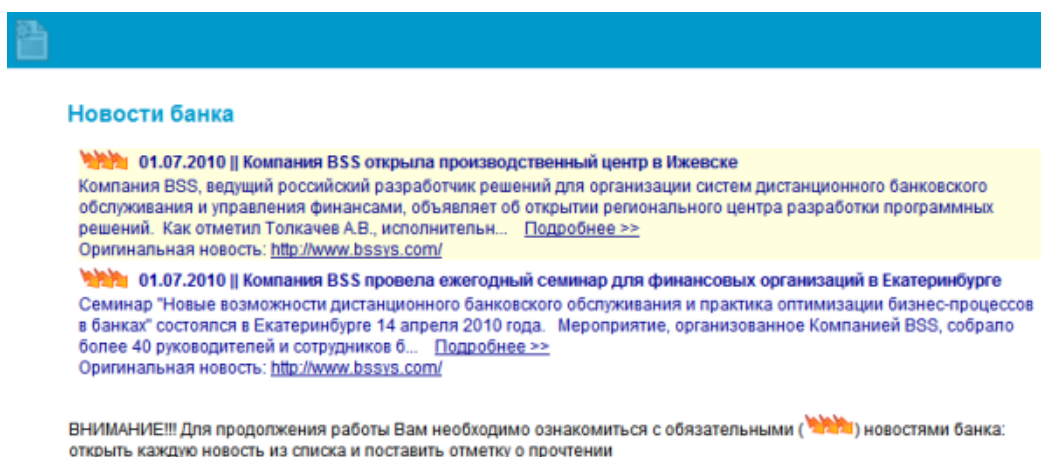 Новости банка
01.07.2010 || Компания BSS открыла производственный центр в Ижевске
Компания BSS, ведущий российский разработчик решений для организации систем дистанционного банковского
обслуживания и управления финансами, объявляет об открытии регионального центра разработки программных
решений. Как отметил Толкачев А.В., исполнительн... Подробнее >>
Оригинальная новость: http://www.bssys.com/
01.07.2010 || Компания BSS провела ежегодный семинар для финансовых организаций в Екатеринбурге
Семинар "Новые возможности дистанционного банковского обслуживания и практика оптимизации бизнес-процессов
в банках" состоялся в Екатеринбурге 14 апреля 2010 года. Мероприятие, организованное Компанией BSS, собрало
более 40 руководителей и сотрудников б... Подробнее >>
Оригинальная новость: http://www.bssys.com/
ВНИМАНИЕ!!! Для продолжения работы Вам необходимо ознакомиться с обязательными ( ) новостями банка:
открыть каждую новость из списка и поставить отметку о прочтении